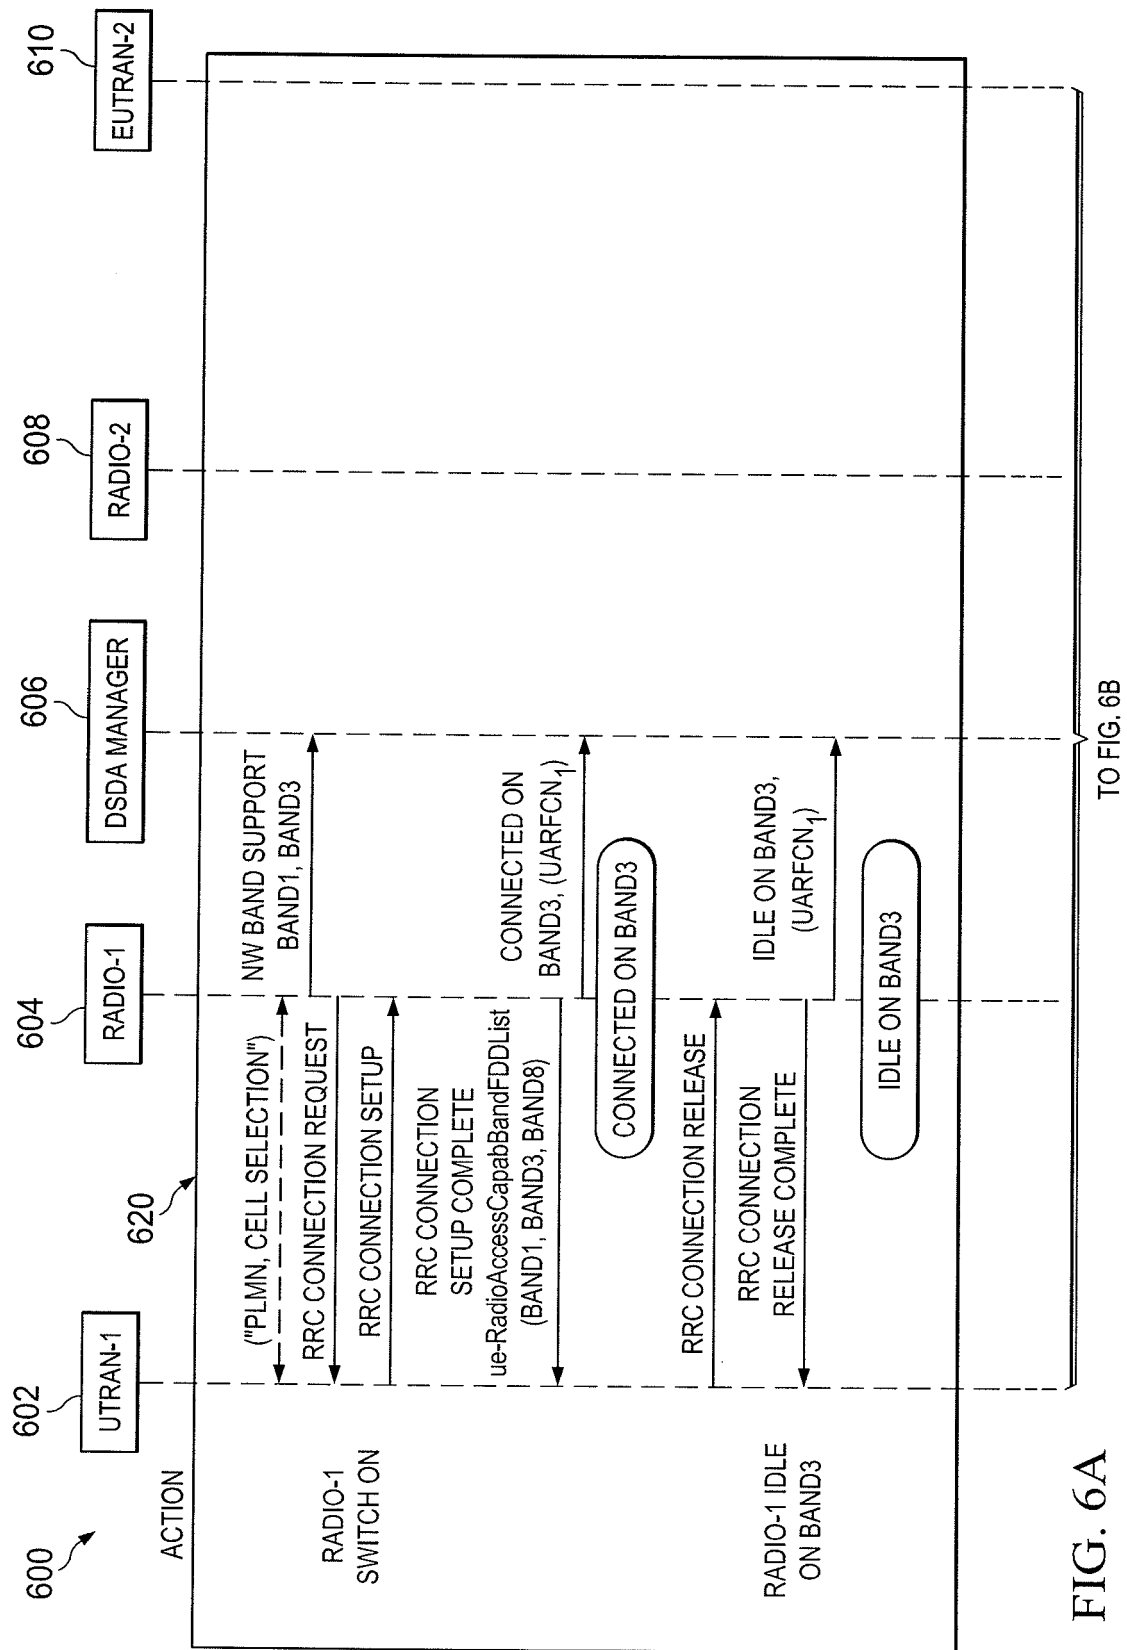 600
ACTION
620
602
UTRAN-1
604
RADIO-1
606
DSDA MANAGER
608
RADIO-2
610
EUTRAN-2
RADIO-1
SWITCH ON
("PLMN, CELL SELECTION")
NW BAND SUPPORT
BAND1, BAND3
RRC CONNECTION REQUEST
RRC CONNECTION SETUP
RRC CONNECTION
SETUP COMPLETE
ue-RadioAccessCapabBandFDDList
(BAND1, BAND3, BAND8)
CONNECTED ON
BAND3, (UARFCN1)
CONNECTED ON BAND3
RADIO-1 IDLE
ON BAND3
RRC CONNECTION RELEASE
RRC CONNECTION
RELEASE COMPLETE
IDLE ON BAND3,
(UARFCN1)
IDLE ON BAND3
TO FIG. 6B
FIG. 6A